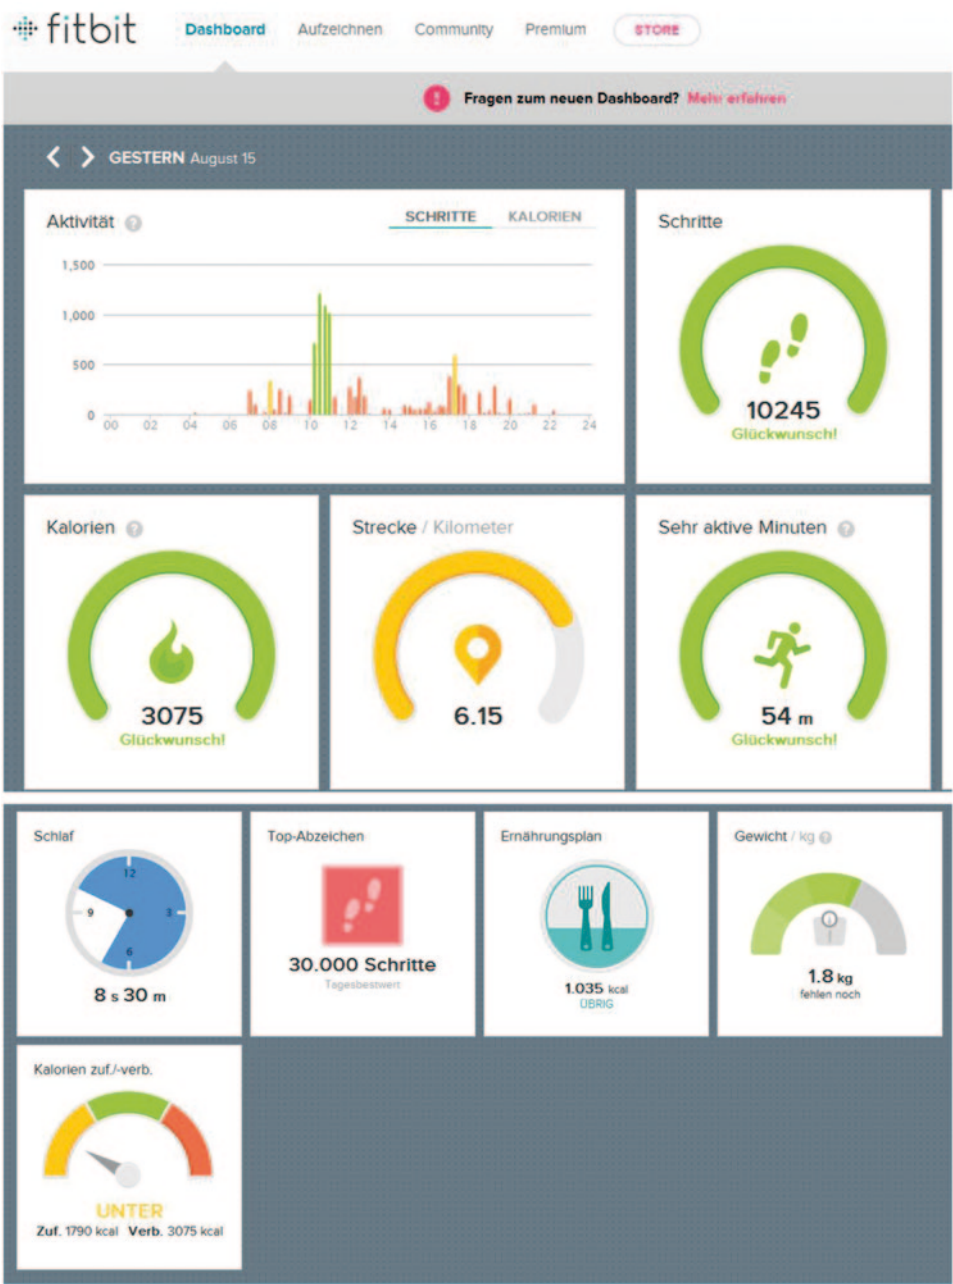 fitbit Dashboard Aufzeichnen Community Premium STORE
! Fragen zum neuen Dashboard? Mehr erfahren
GESTERN August 15
Aktivität ?
SCHRITTE KALORIEN
1,500
1,000
500
0
00 02 04 06 08 10 12 14 16 18 20 22 24
Schritte
10245
Glückwunsch!
Kalorien ?
3075
Glückwunsch!
Strecke / Kilometer
6.15
Sehr aktive Minuten ?
54 m
Glückwunsch!
Schlaf
12
9 3
6
8 s 30 m
Top-Abzeichen
30.000 Schritte
Tagesbestwert
Ernährungsplan
1.035 kcal
ÜBRIG
Gewicht / kg ?
1.8 kg
fehlen noch
Kalorien zuf./-verb.
UNTER
Zuf. 1790 kcal Verb. 3075 kcal